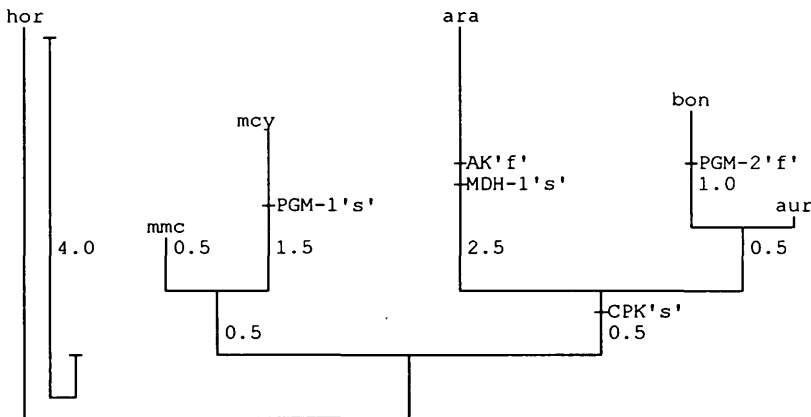 hor
ara
bon
mcy
AK'f'
PGM-2'f'
MDH-1's'
1.0
PGM-1's'
aur
mmc
4.0
0.5
1.5
2.5
0.5
CPK's'
0.5
0.5